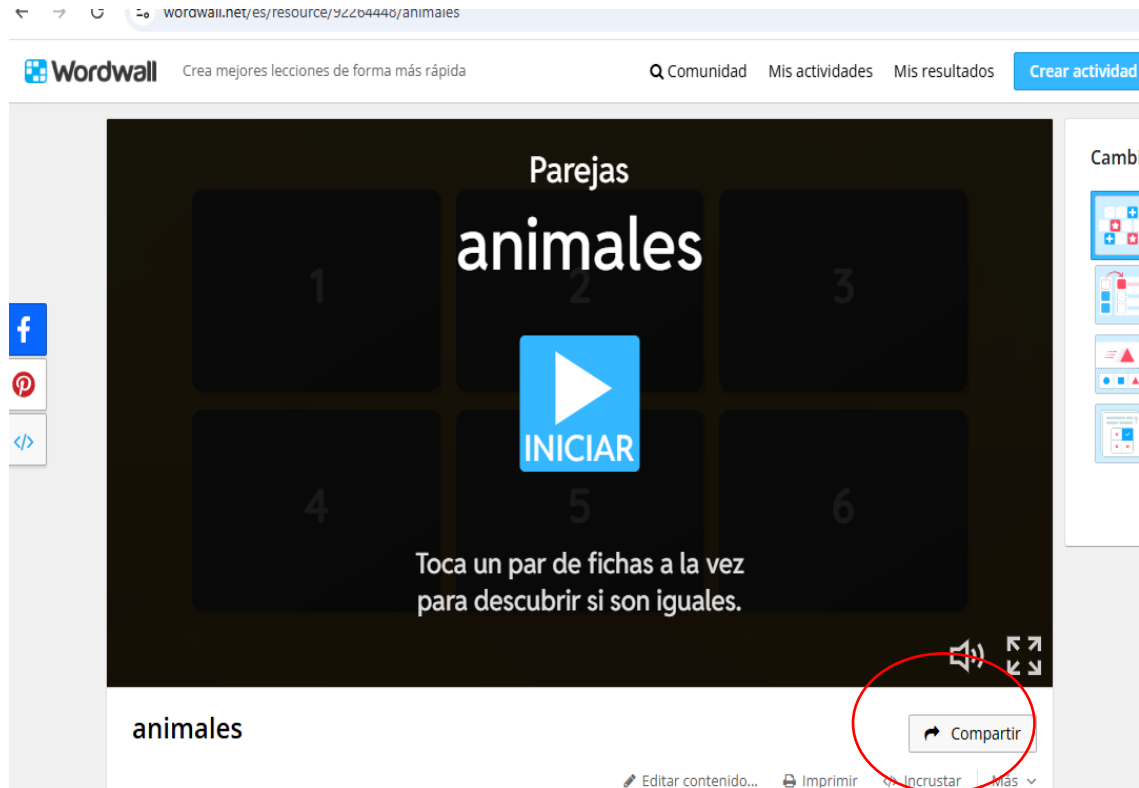 wordwall.net/es/resource/92264448/animales
Wordwall Crea mejores lecciones de forma más rápida Comunidad Mis actividades Mis resultados Crear actividad
Parejas
Cambi
animales
1 2 3
INICIAR
4 5 6
Toca un par de fichas a la vez
para descubrir si son iguales.
animales
Compartir
Editar contenido... Imprimir Incrustar Más